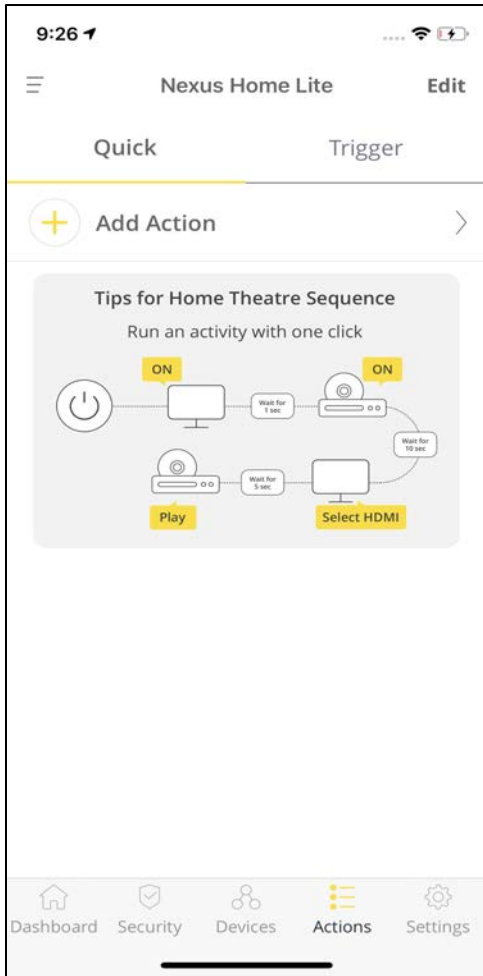 9:26
Nexus Home Lite Edit
Quick Trigger
Add Action
Tips for Home Theatre Sequence
Run an activity with one click
ON
ON
Wait for
1 sec
Wait for
10 sec
Wait for
5 sec
Play
Select HDMI
Dashboard Security Devices Actions Settings